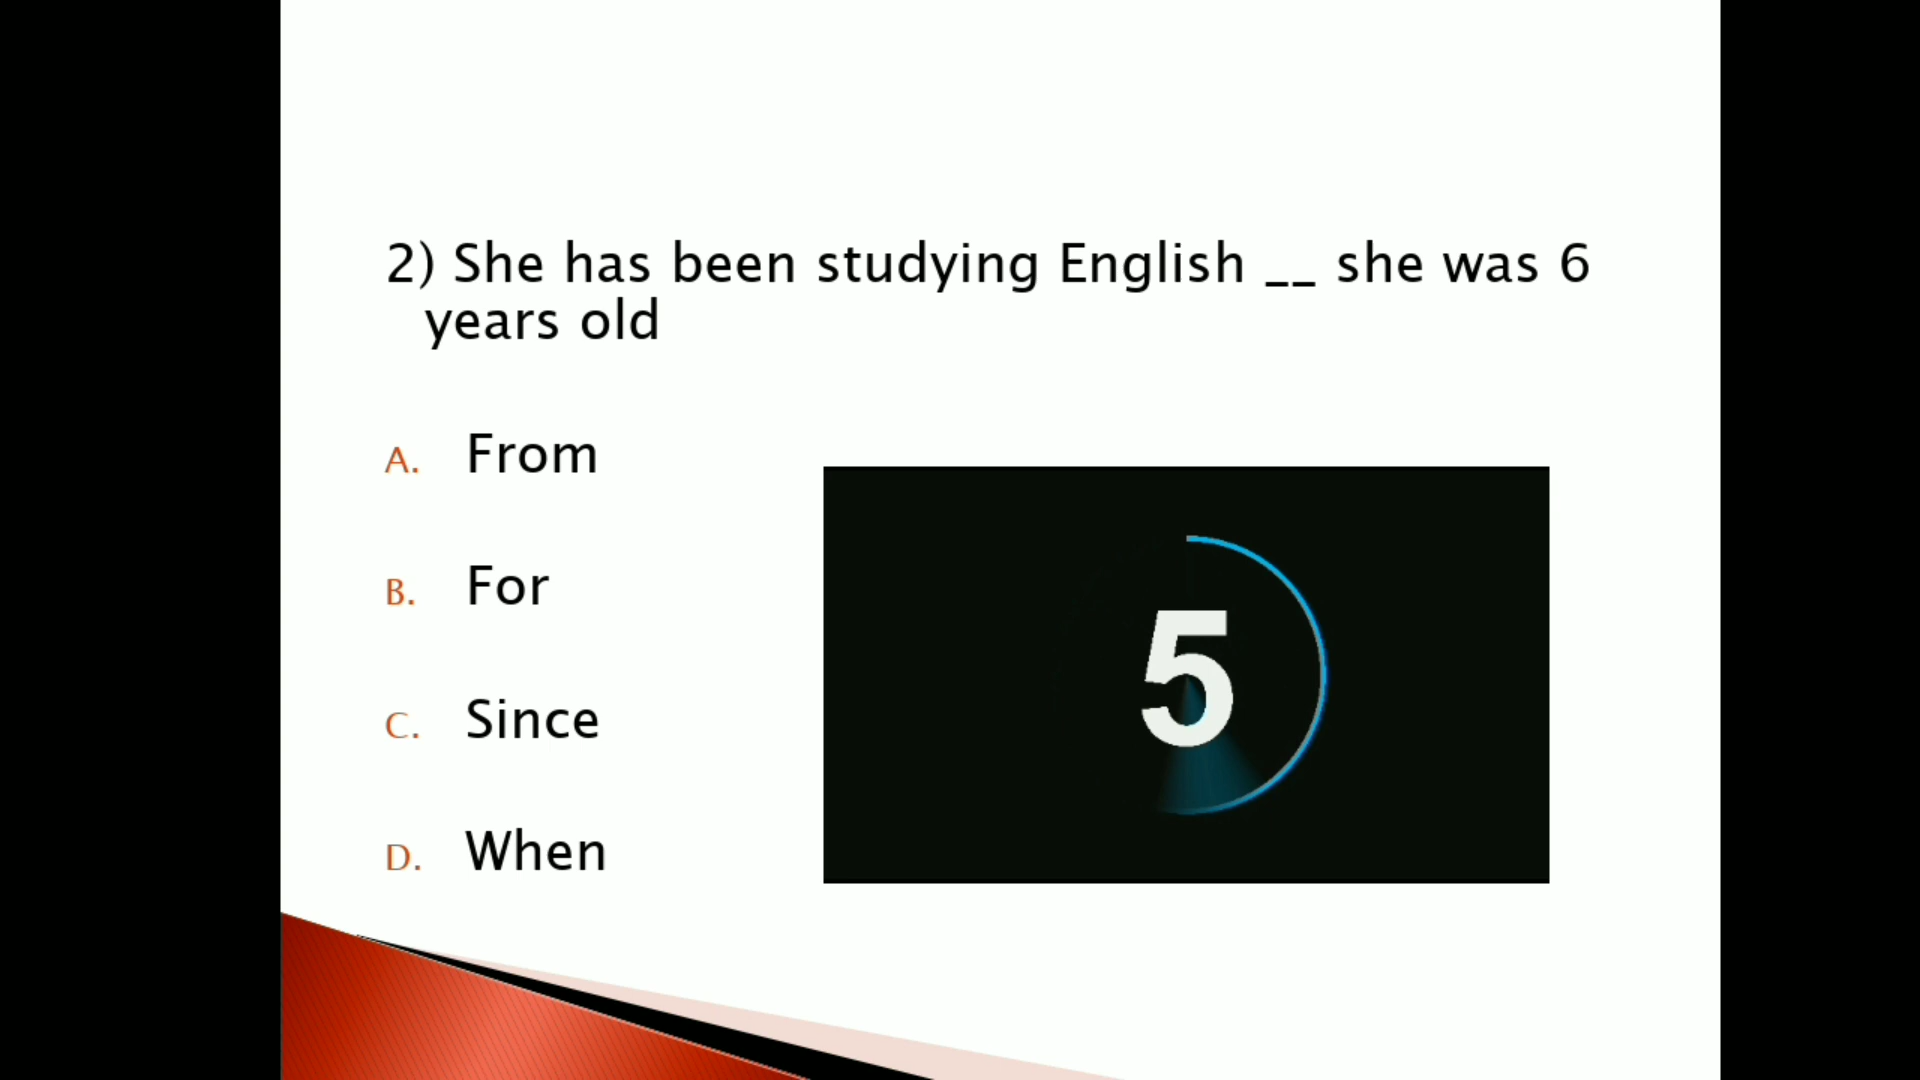 2) She has been studying English __ she was 6
years old
A. From
B. For
C. Since
D. When
5